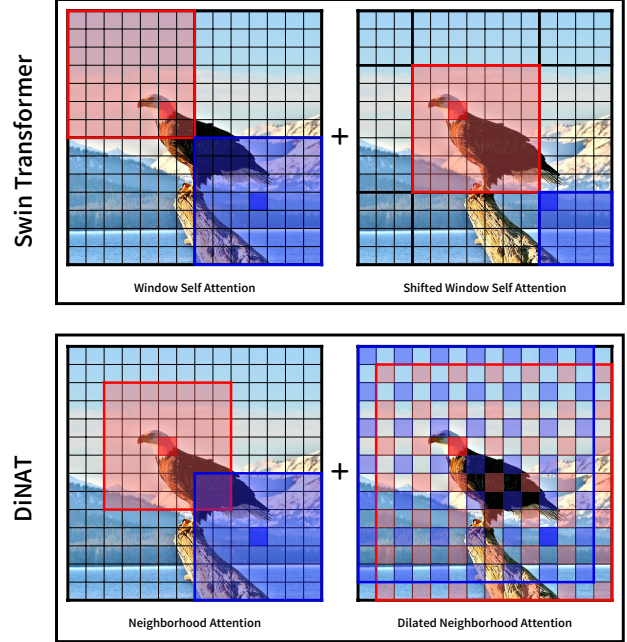 Swin Transformer
+
Window Self Attention
Shifted Window Self Attention
DiNAT
+
Neighborhood Attention
Dilated Neighborhood Attention